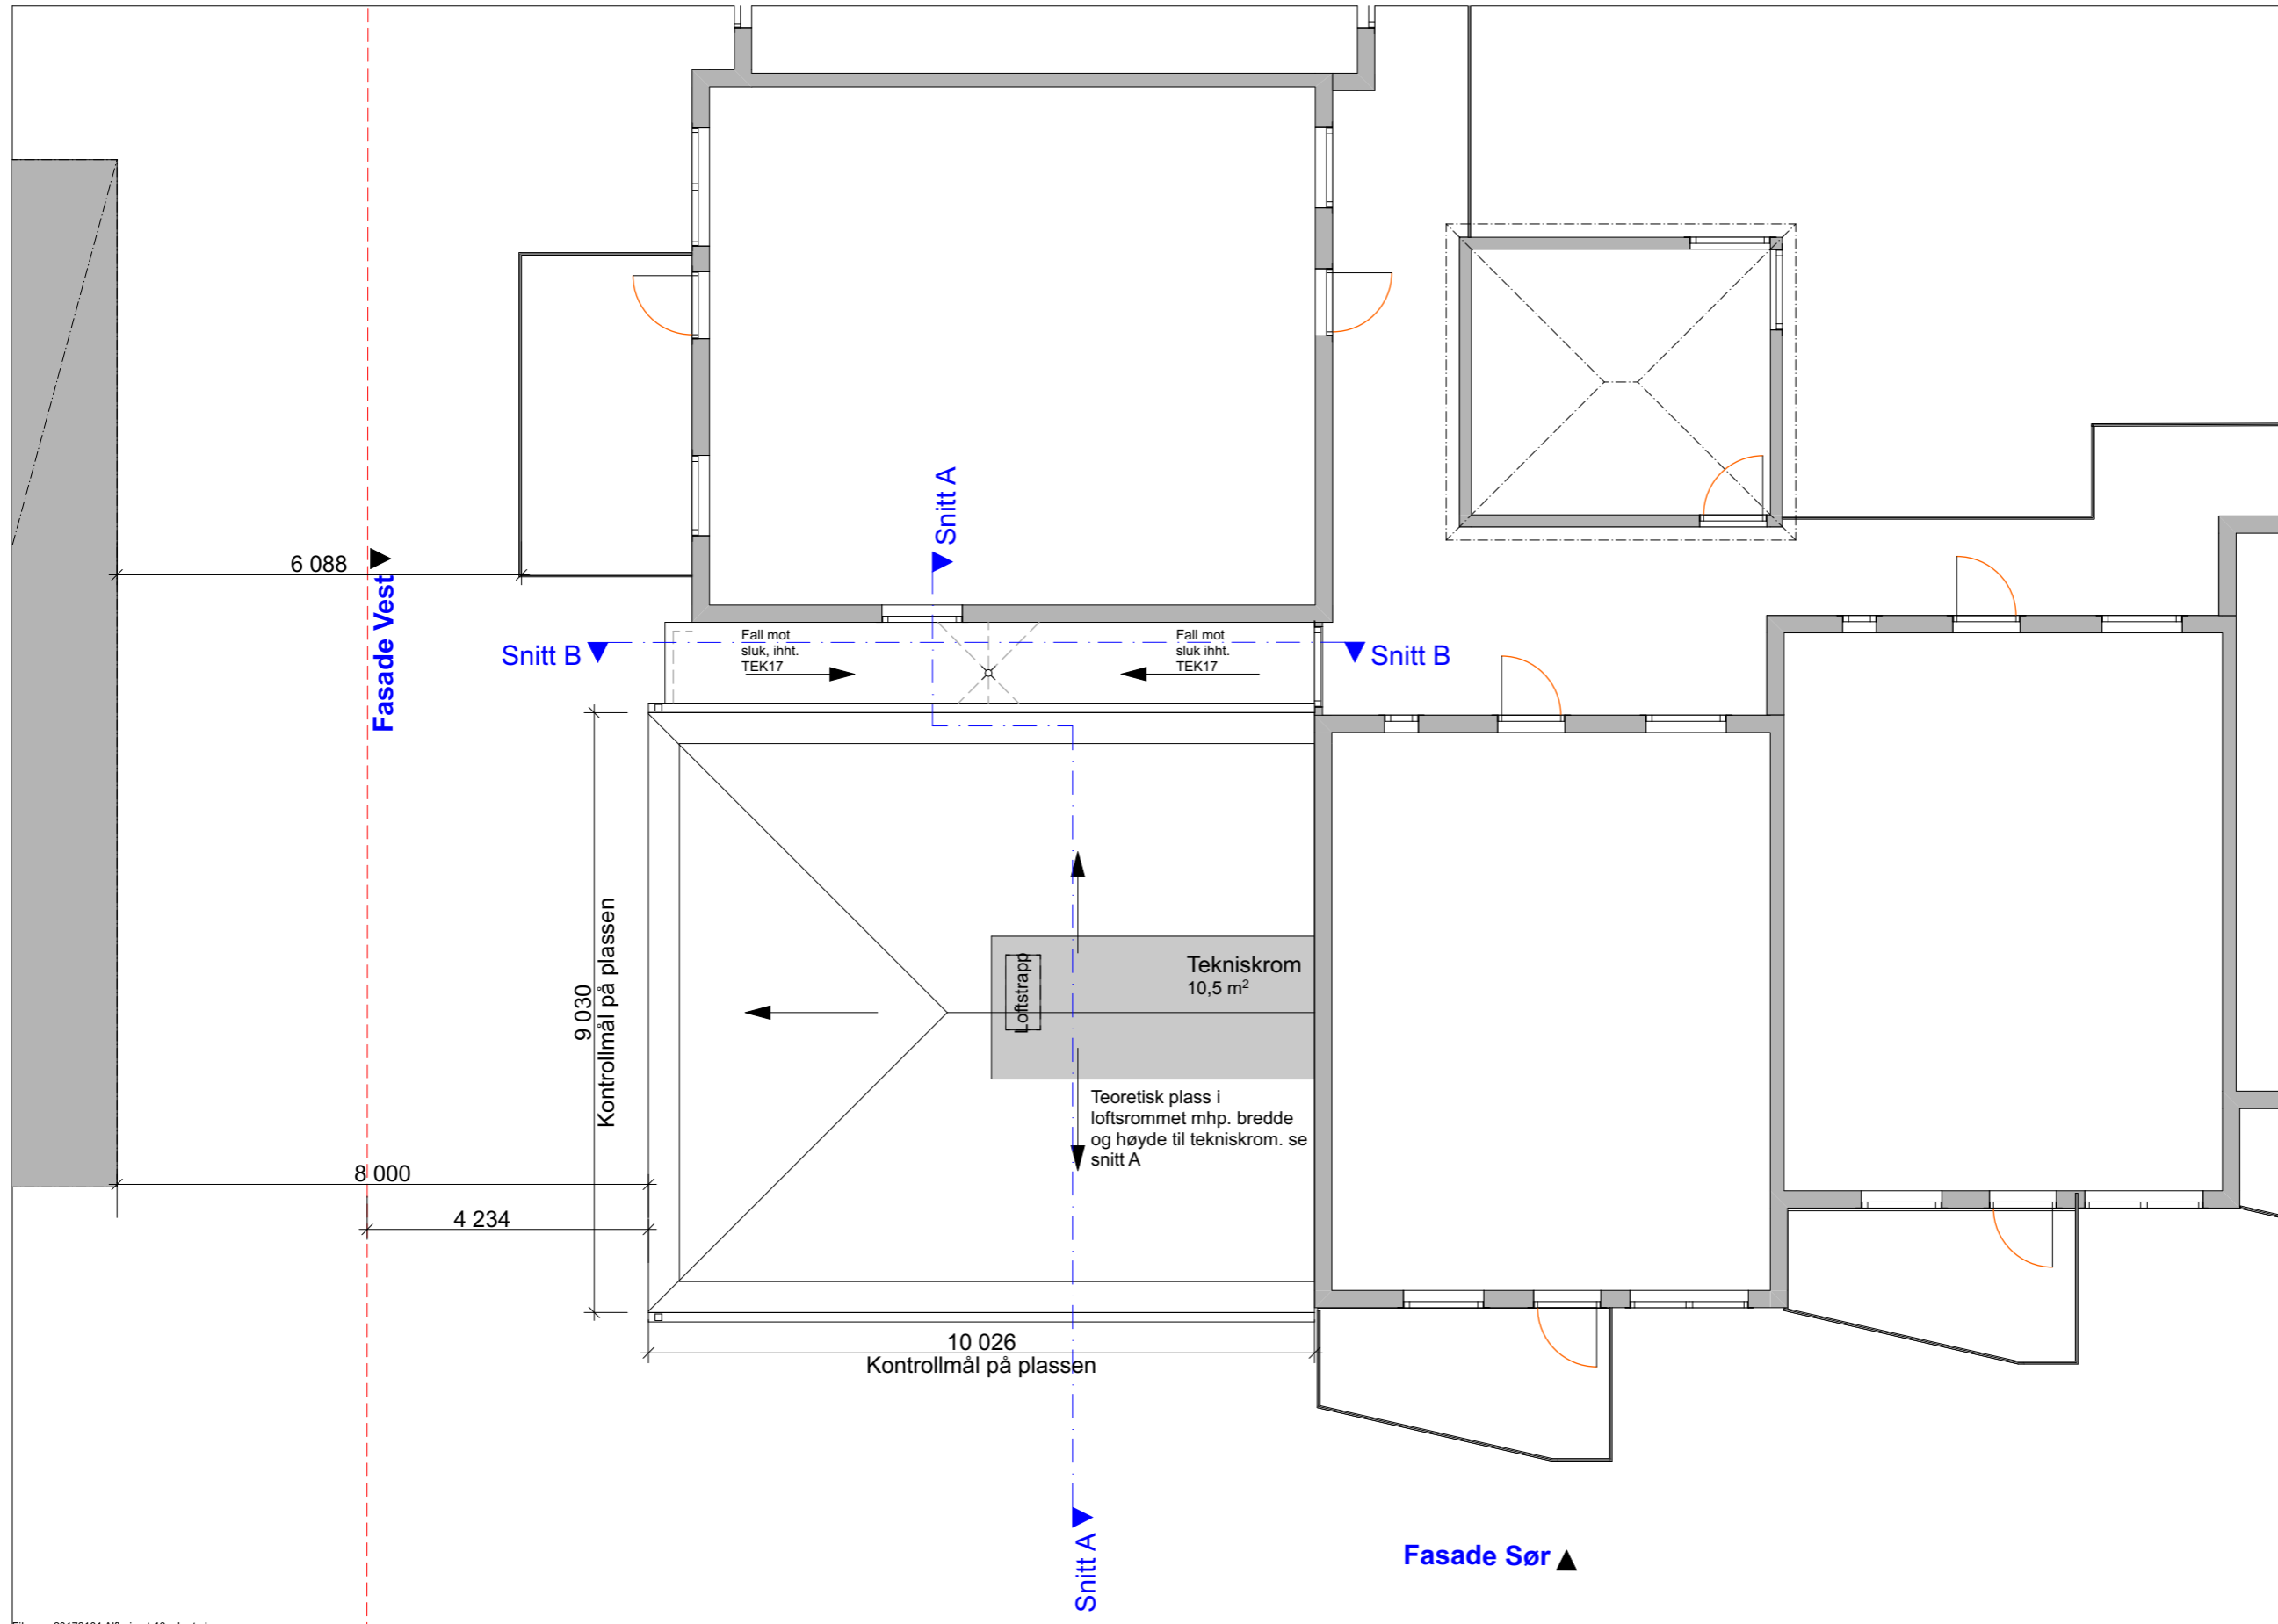 Snitt A
6 088
Fasade Vest
Snitt B
Fall mot
sluk, ihht.
TEK17
Fall mot
sluk ihht.
TEK17
Snitt B
9 030
Kontrollmål på plassen
Loftstrapp
Tekniskrom
10,5 m²
Teoretisk plass i
loftsrommet mhp. bredde
og høyde til tekniskrom. se
snitt A
8 000
4 234
10 026
Kontrollmål på plassen
Snitt A
Fasade Sør